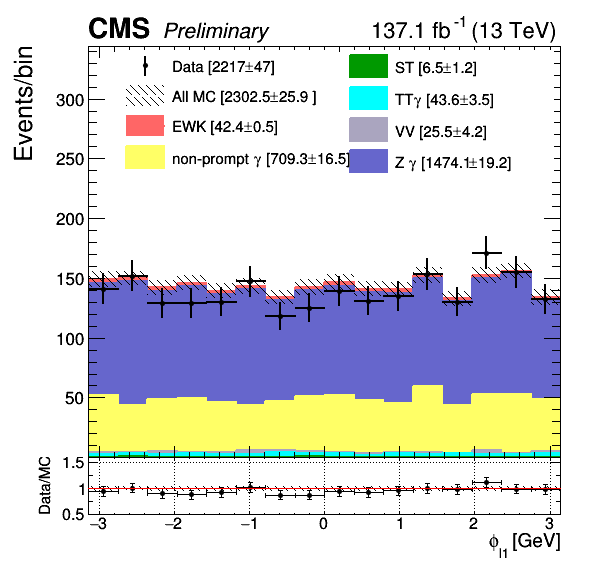 CMS Preliminary 137.1 fb⁻¹ (13 TeV)
Events/bin
Data [2217±47]
All MC [2302.5±25.9 ]
EWK [42.4±0.5]
non-prompt γ [709.3±16.5]
ST [6.5±1.2]
TTγ [43.6±3.5]
VV [25.5±4.2]
Z γ [1474.1±19.2]
300
250
200
150
100
50
Data/MC
1.5
1
0.5
−3 −2 −1 0 1 2 3
ϕ_l1 [GeV]